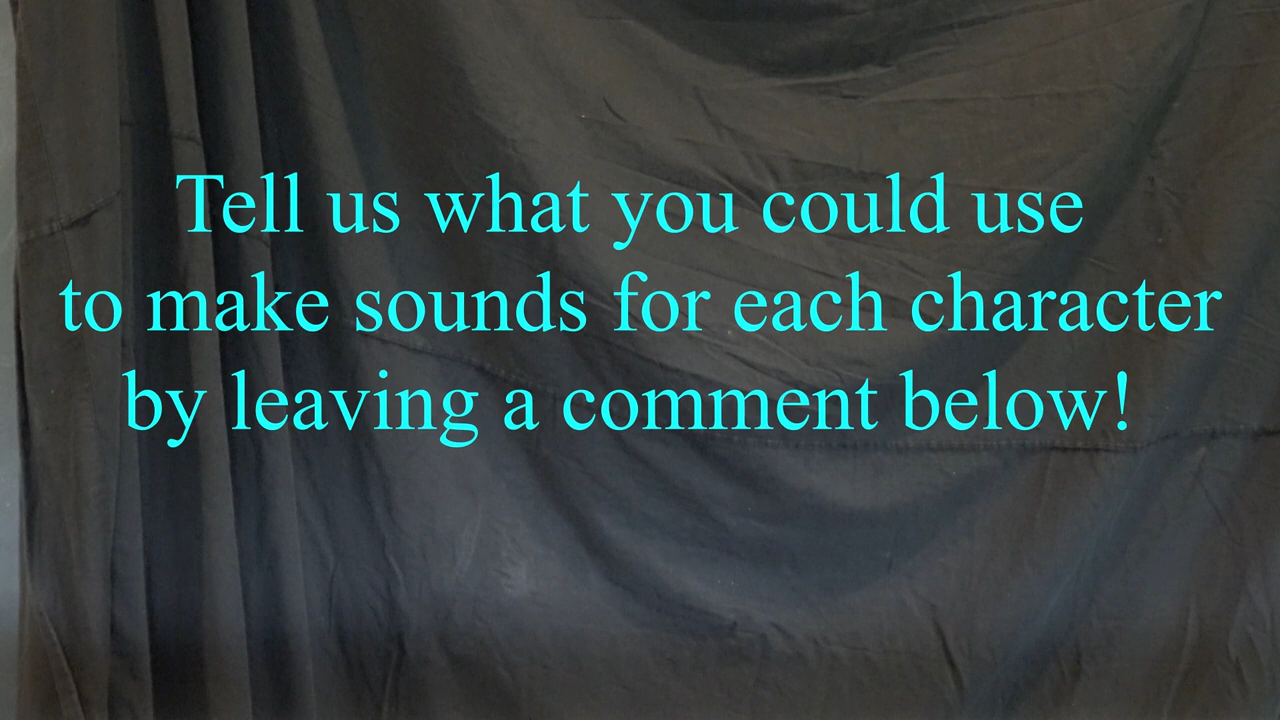 Tell us what you could use
to make sounds for each character
by leaving a comment below!